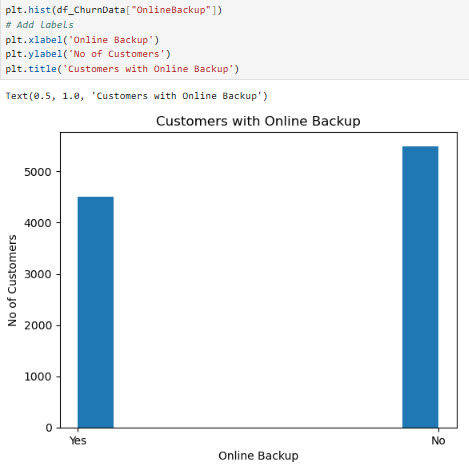 plt.hist(df_ChurnData["OnlineBackup"])
# Add labels
plt.xlabel('Online Backup')
plt.ylabel('No of Customers')
plt.title('Customers with Online Backup')
Text(0.5, 1.0, 'Customers with Online Backup')
Customers with Online Backup
No of Customers
5000
4000
3000
2000
1000
0
Yes
No
Online Backup